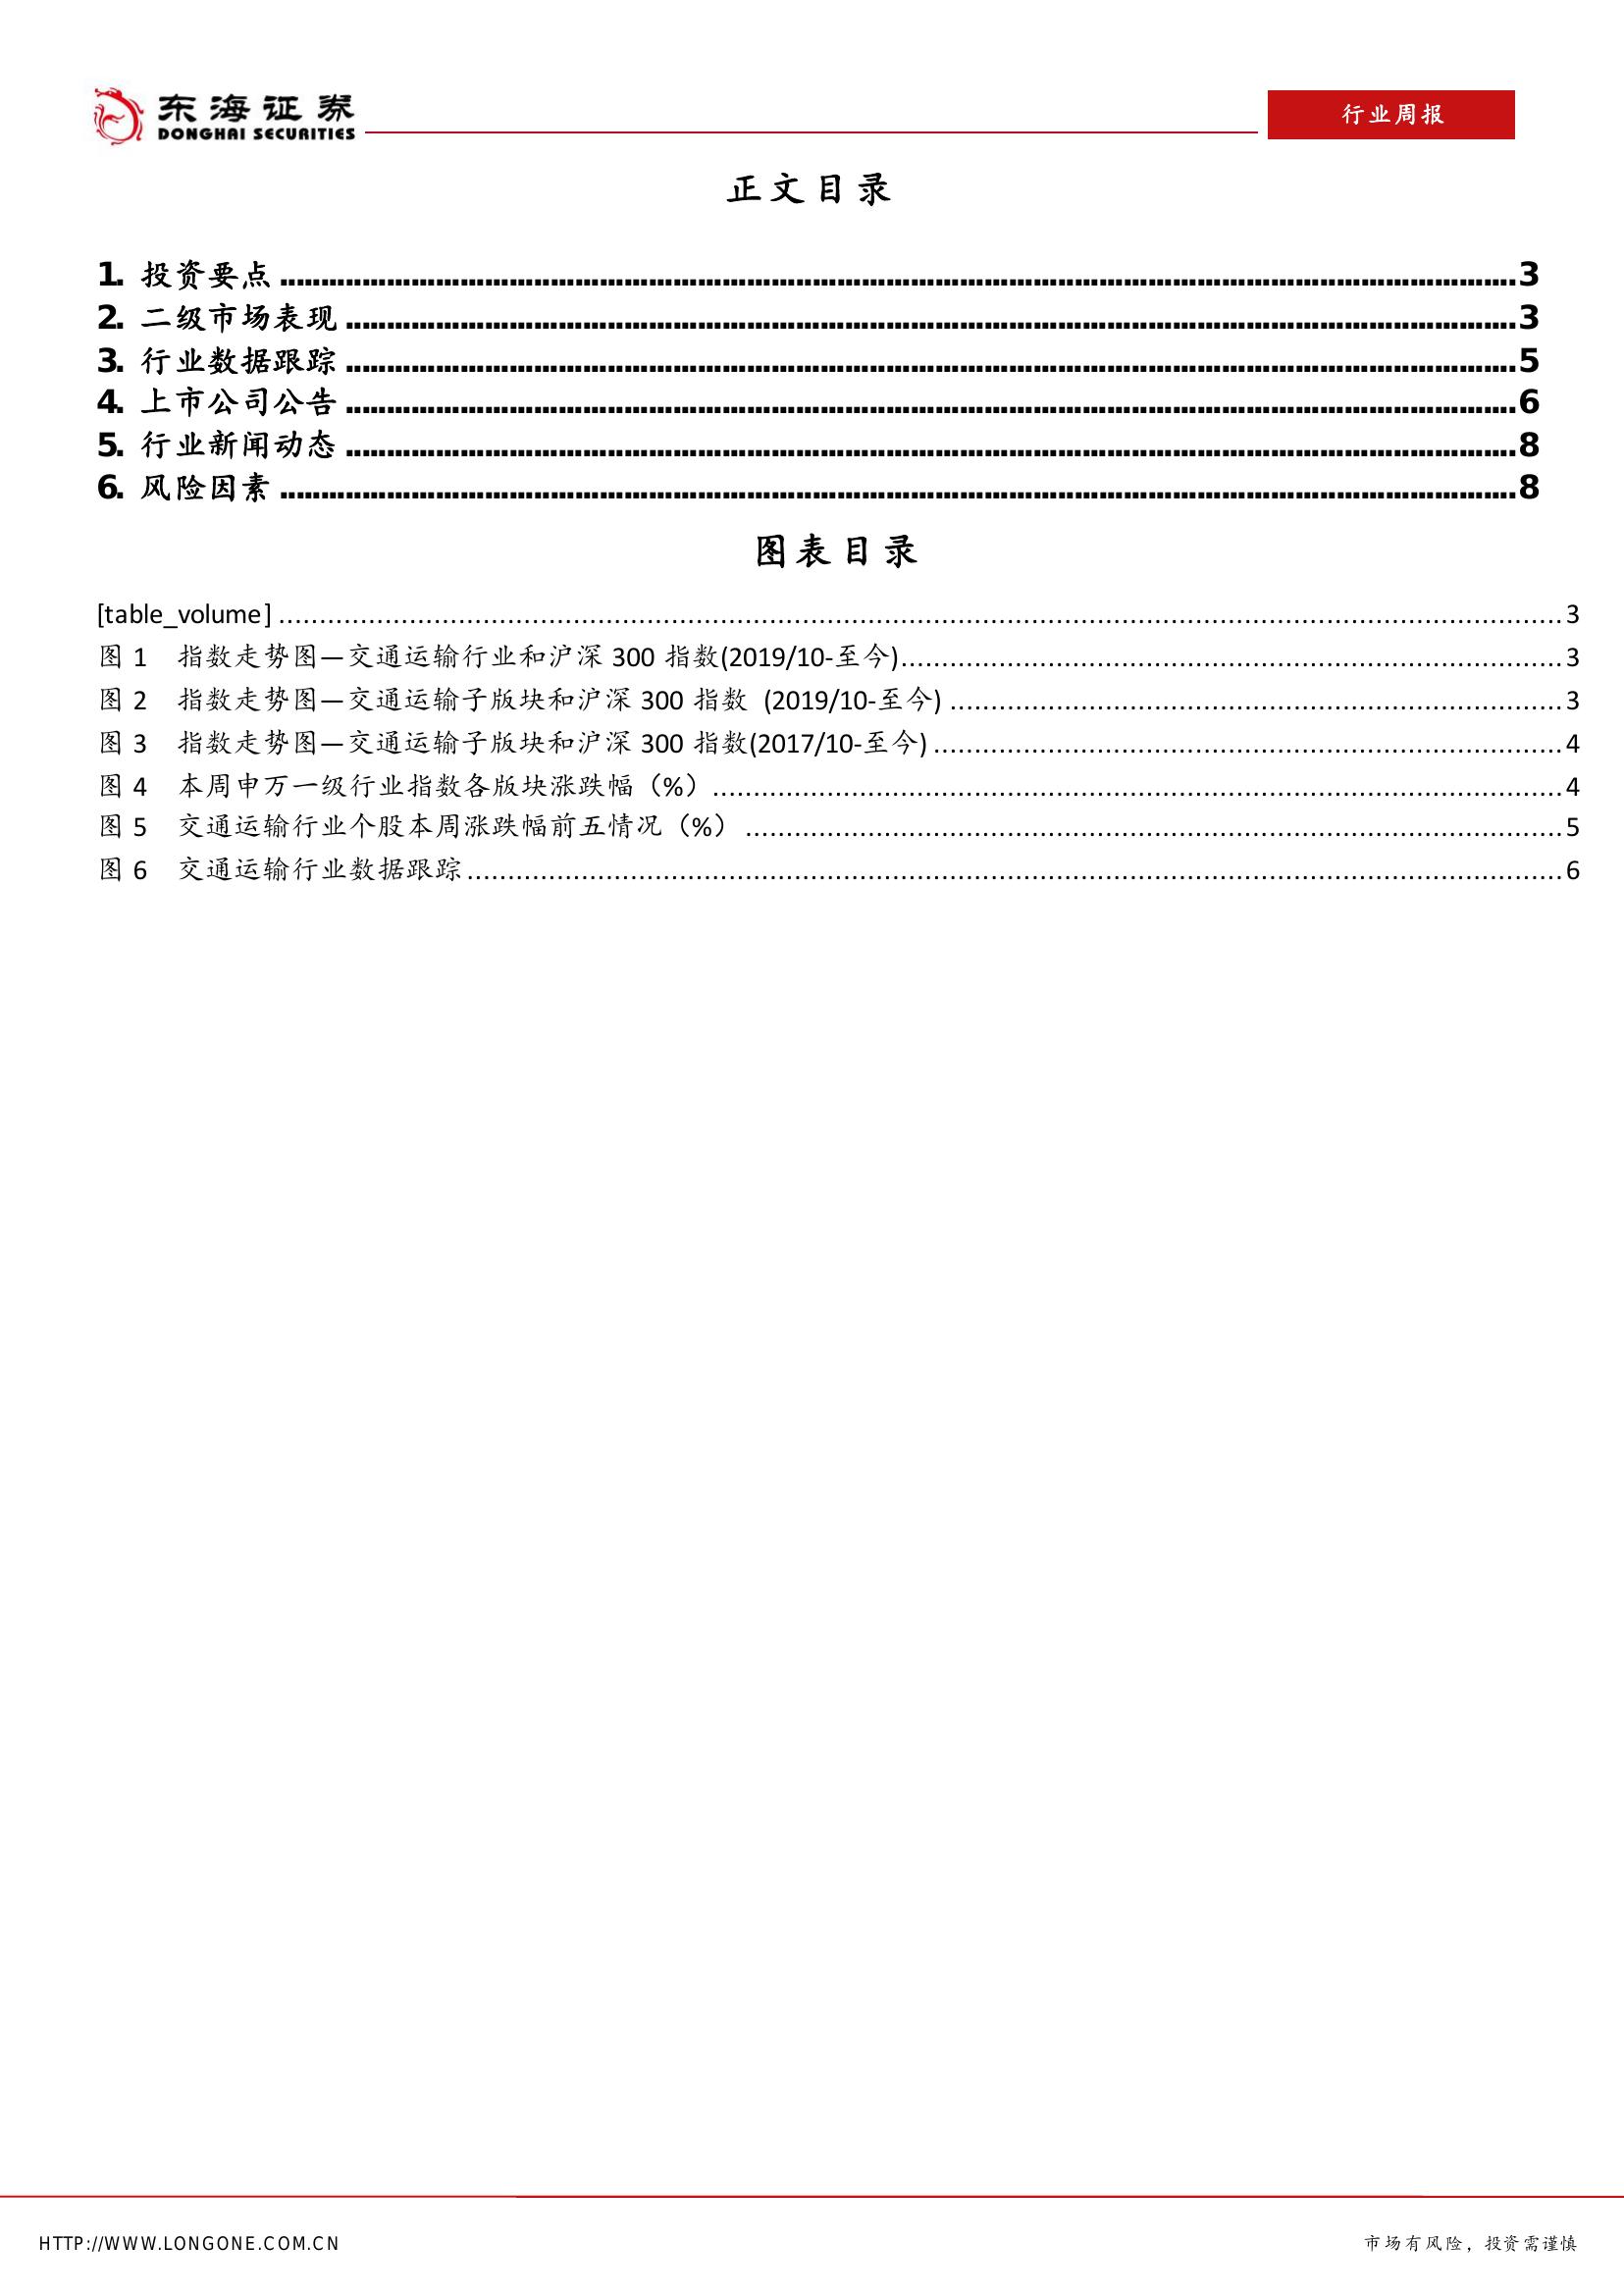 东海证券
DONGHAI SECURITIES
行业周报
正文目录
1. 投资要点 ........................................ 3
2. 二级市场表现 ........................................ 3
3. 行业数据跟踪 ........................................ 5
4. 上市公司公告 ........................................ 6
5. 行业新闻动态 ........................................ 8
6. 风险因素 ........................................ 8
图表目录
[table_volume] ........................................ 3
图 1 指数走势图—交通运输行业和沪深 300 指数(2019/10-至今) ........................................ 3
图 2 指数走势图—交通运输子版块和沪深 300 指数 (2019/10-至今) ........................................ 3
图 3 指数走势图—交通运输子版块和沪深 300 指数(2017/10-至今) ........................................ 4
图 4 本周申万一级行业指数各版块涨跌幅（%） ........................................ 4
图 5 交通运输行业个股本周涨跌幅前五情况（%） ........................................ 5
图 6 交通运输行业数据跟踪 ........................................ 6
HTTP://WWW.LONGONE.COM.CN
市场有风险，投资需谨慎